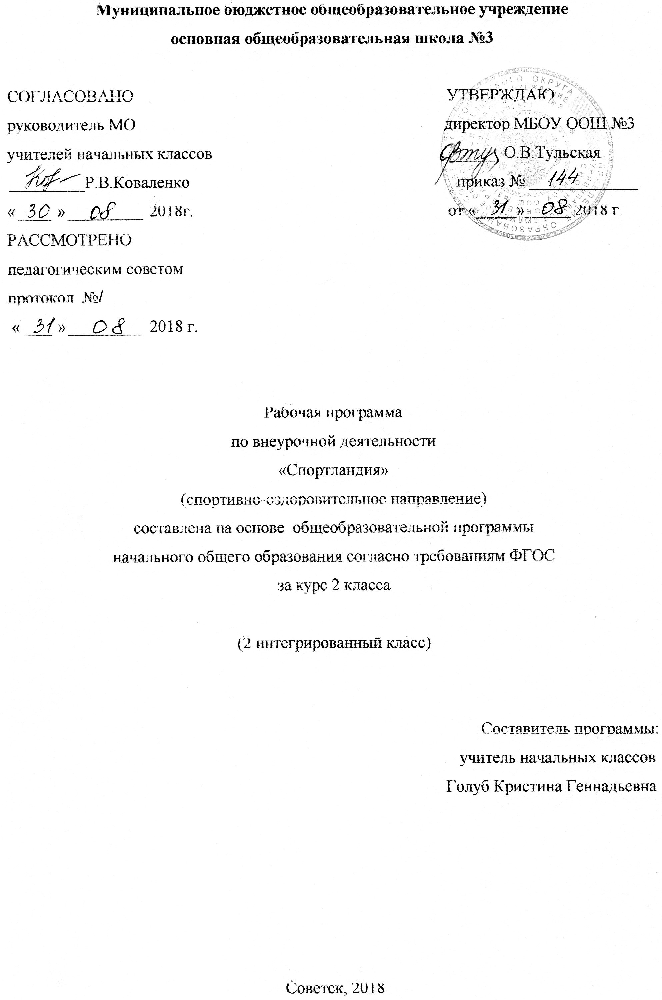 Муниципальное бюджетное общеобразовательное учреждение
основная общеобразовательная школа №3
СОГЛАСОВАНО
руководитель МО
учителей начальных классов
Р.В.Коваленко
« 30 » 08 2018г.
РАССМОТРЕНО
педагогическим советом
протокол №1
« 31 » 08 2018 г.
УТВЕРЖДАЮ
директор МБОУ ООШ №3
О.В.Тульская
приказ № 144
от « 31 » 08 2018 г.
Рабочая программа
по внеурочной деятельности
«Спортландия»
(спортивно-оздоровительное направление)
составлена на основе общеобразовательной программы
начального общего образования согласно требованиям ФГОС
за курс 2 класса
(2 интегрированный класс)
Составитель программы:
учитель начальных классов
Голуб Кристина Геннадьевна
Советск, 2018